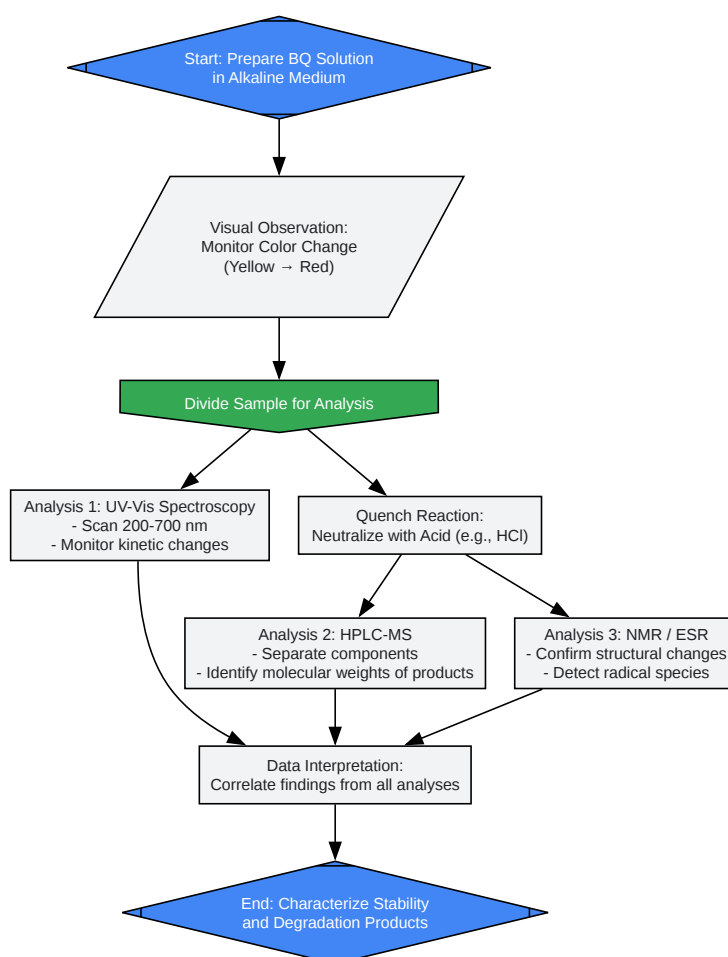 Start: Prepare BQ Solution
in Alkaline Medium
Visual Observation:
Monitor Color Change
(Yellow → Red)
Divide Sample for Analysis
Analysis 1: UV-Vis Spectroscopy
- Scan 200-700 nm
- Monitor kinetic changes
Quench Reaction:
Neutralize with Acid (e.g., HCl)
Analysis 2: HPLC-MS
- Separate components
- Identify molecular weights of products
Analysis 3: NMR / ESR
- Confirm structural changes
- Detect radical species
Data Interpretation:
Correlate findings from all analyses
End: Characterize Stability
and Degradation Products